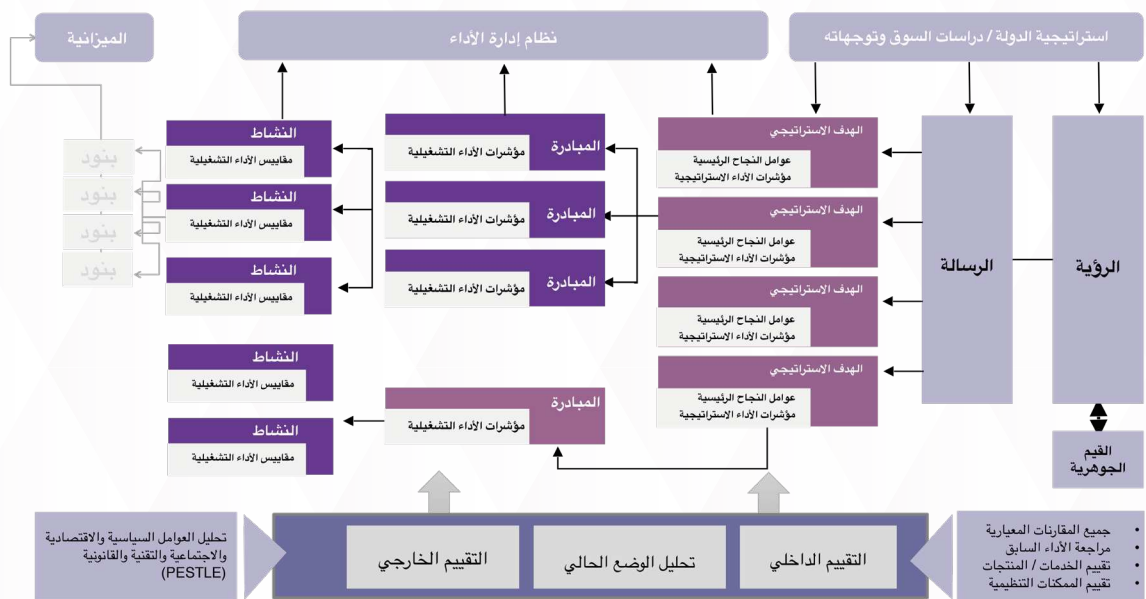 استراتيجية الدولة / دراسات السوق وتوجهاته
نظام إدارة الأداء
الميزانية
الرؤية
القيم
الجوهرية
الرسالة
الهدف الاستراتيجي
عوامل النجاح الرئيسية
مؤشرات الأداء الاستراتيجية
الهدف الاستراتيجي
عوامل النجاح الرئيسية
مؤشرات الأداء الاستراتيجية
الهدف الاستراتيجي
عوامل النجاح الرئيسية
مؤشرات الأداء الاستراتيجية
الهدف الاستراتيجي
عوامل النجاح الرئيسية
مؤشرات الأداء الاستراتيجية
المبادرة
مؤشرات الأداء التشغيلية
المبادرة
مؤشرات الأداء التشغيلية
المبادرة
مؤشرات الأداء التشغيلية
المبادرة
مؤشرات الأداء التشغيلية
النشاط
مقاييس الأداء التشغيلية
النشاط
مقاييس الأداء التشغيلية
النشاط
مقاييس الأداء التشغيلية
النشاط
مقاييس الأداء التشغيلية
النشاط
مقاييس الأداء التشغيلية
بنود
بنود
بنود
بنود
• جميع المقارنات المعيارية
• مراجعة الأداء السابق
• تقييم الخدمات / المنتجات
• تقييم الممكنات التنظيمية
التقييم الداخلي
تحليل الوضع الحالي
التقييم الخارجي
تحليل العوامل السياسية والاقتصادية
والاجتماعية والتقنية والقانونية
(PESTLE)